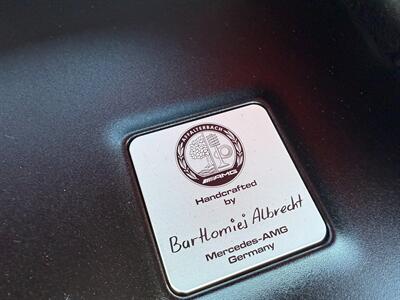 AFFALTERBACH
AMG
Handcrafted
by
Bartlomiej Albrecht
Mercedes-AMG
Germany